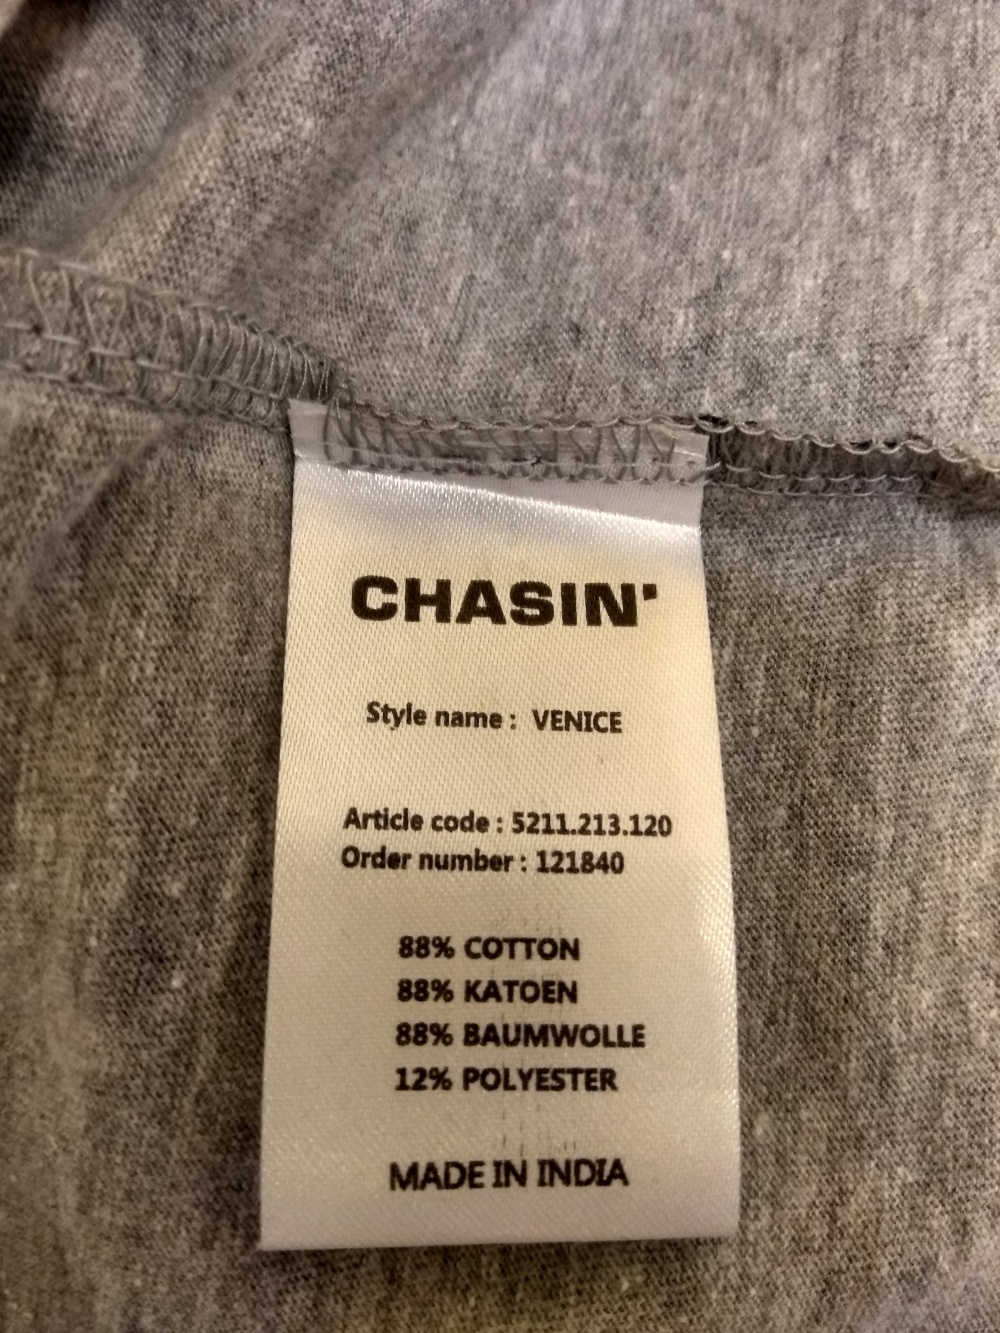 CHASIN'
Style name : VENICE
Article code : 5211.213.120
Order number : 121840
88% COTTON
88% KATOEN
88% BAUMWOLLE
12% POLYESTER
MADE IN INDIA